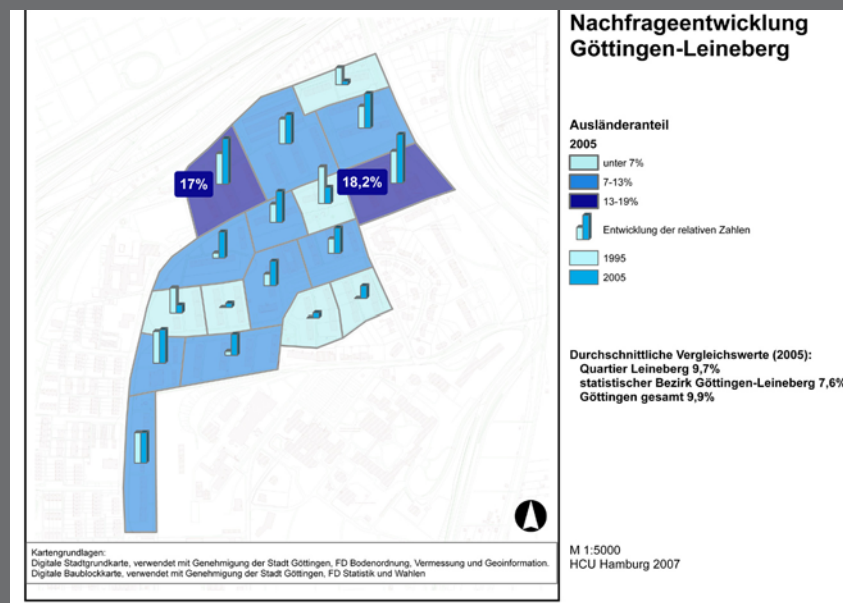 Nachfrageentwicklung
Göttingen-Leineberg
Ausländeranteil
2005
unter 7%
7-13%
13-19%
Entwicklung der relativen Zahlen
1995
2005
17%
18,2%
Durchschnittliche Vergleichswerte (2005):
Quartier Leineberg 9,7%
statistischer Bezirk Göttingen-Leineberg 7,6%
Göttingen gesamt 9,9%
M 1:5000
HCU Hamburg 2007
Kartengrundlagen:
Digitale Stadtgrundkarte, verwendet mit Genehmigung der Stadt Göttingen, FD Bodenordnung, Vermessung und Geoinformation.
Digitale Baublockkarte, verwendet mit Genehmigung der Stadt Göttingen, FD Statistik und Wahlen